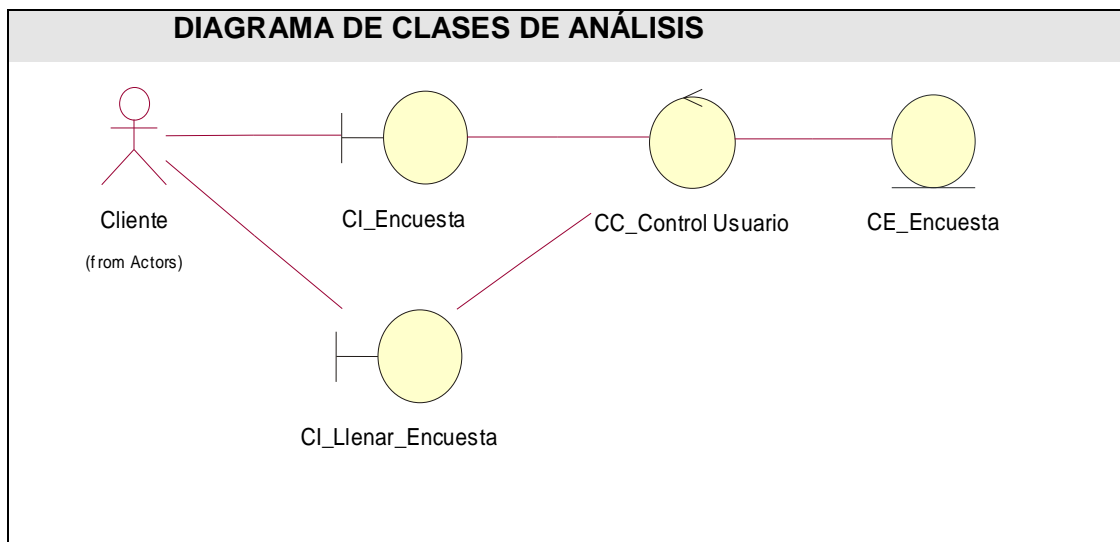 DIAGRAMA DE CLASES DE ANÁLISIS
Cliente
(from Actors)
CI_Encuesta
CC_Control Usuario
CE_Encuesta
CI_Llenar_Encuesta